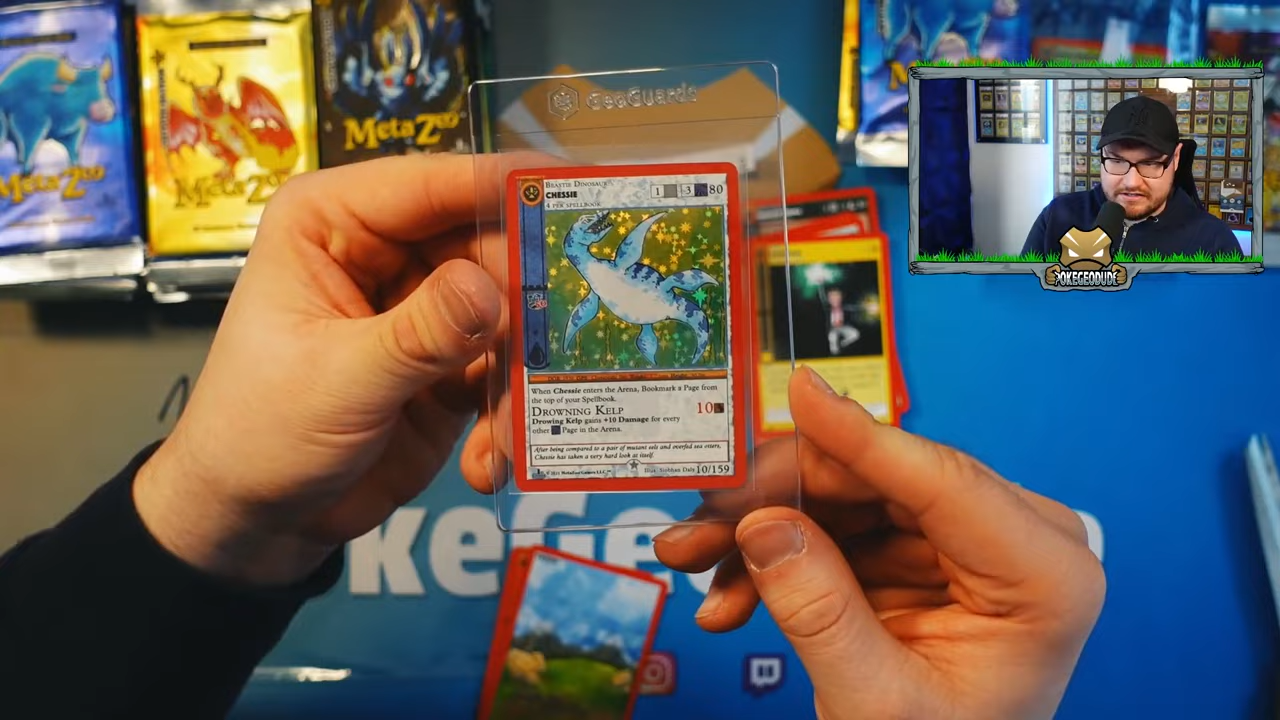 MetaZoo
MetaZoo
MetaZoo
GeoGuards
BEASTIE DINOSAUR
CHESSIE
4 PER SPELLBOOK
1 3 80
When Chessie enters the Arena, Bookmark a Page from
the top of your Spellbook.
DROWNING KELP 10
Drowing Kelp gains +10 Damage for every
other Page in the Arena.
After being compared to a pair of mutant eels and overfed sea otters,
Chessie has taken a very hard look at itself.
10/159
POKEGEODUDE
keGe